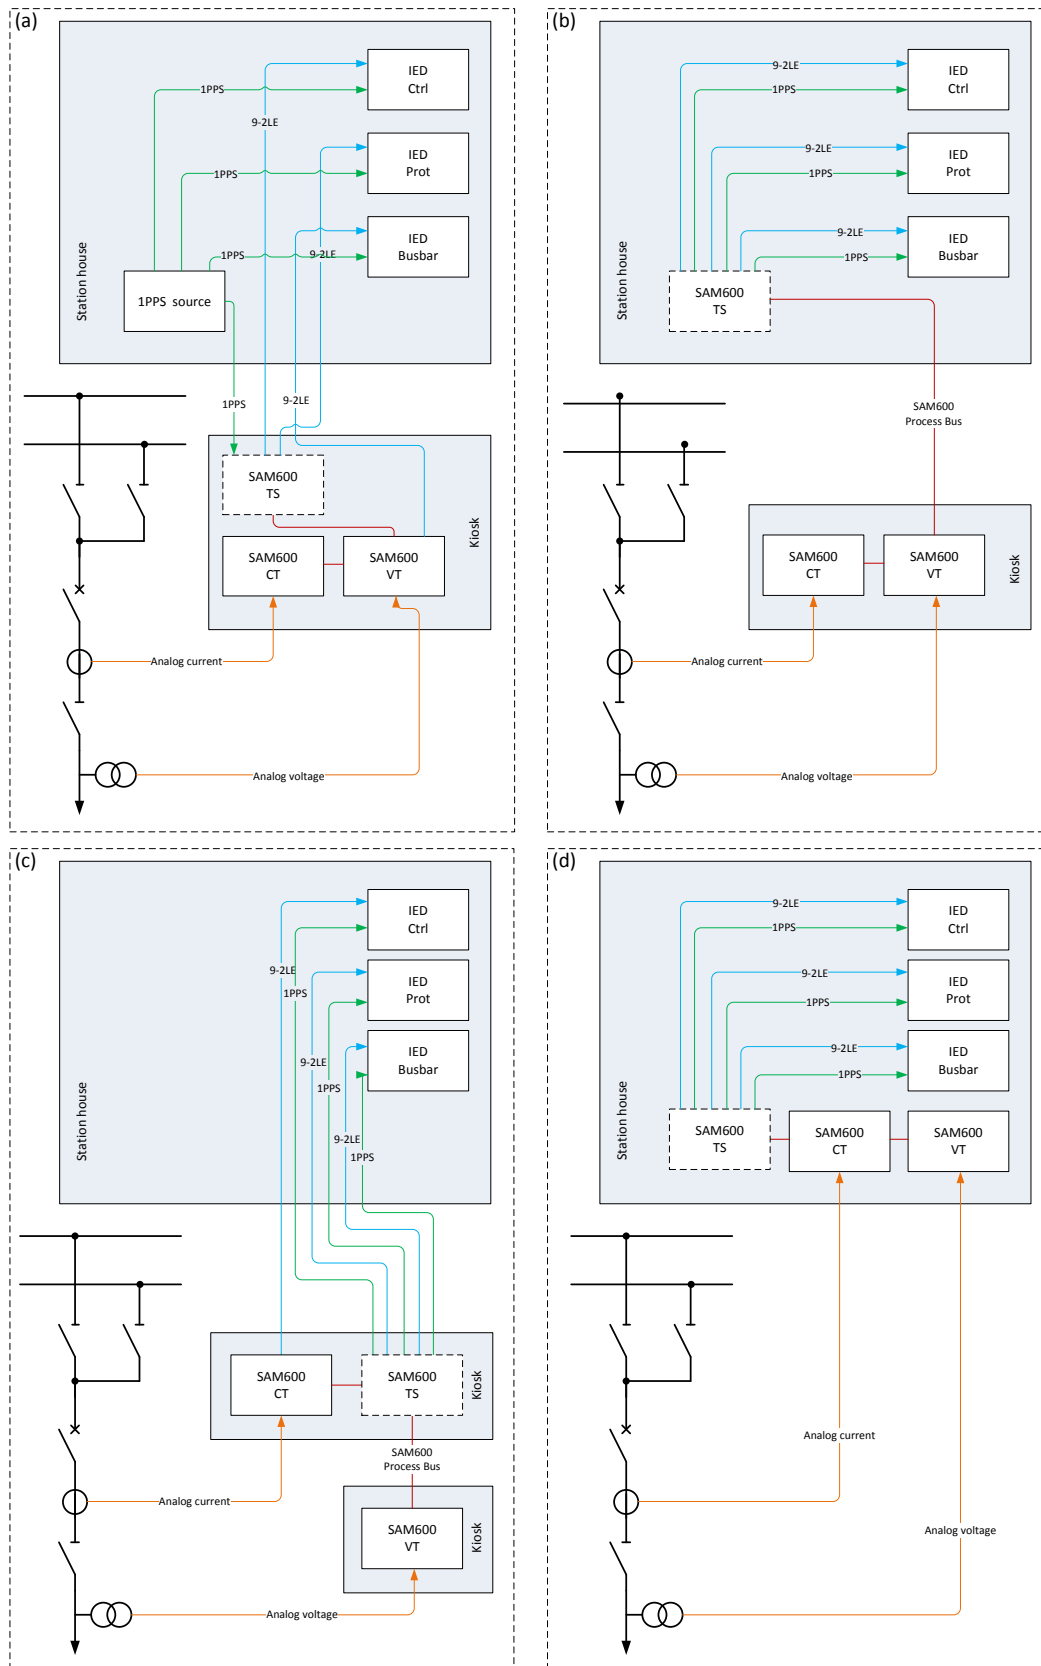 (a)
IED
Ctrl
1PPS
9-2LE
IED
Prot
1PPS
IED
Busbar
1PPS
9-2LE
Station house
1PPS source
1PPS
9-2LE
SAM600
TS
SAM600
CT
SAM600
VT
Kiosk
Analog current
Analog voltage
(b)
9-2LE
IED
Ctrl
1PPS
9-2LE
IED
Prot
1PPS
9-2LE
IED
Busbar
1PPS
Station house
SAM600
TS
SAM600
Process Bus
SAM600
CT
SAM600
VT
Kiosk
Analog current
Analog voltage
(c)
IED
Ctrl
9-2LE
1PPS
IED
Prot
9-2LE
1PPS
IED
Busbar
9-2LE
1PPS
Station house
SAM600
CT
SAM600
TS
Kiosk
SAM600
Process Bus
Analog current
SAM600
VT
Kiosk
Analog voltage
(d)
9-2LE
IED
Ctrl
1PPS
9-2LE
IED
Prot
1PPS
9-2LE
IED
Busbar
1PPS
Station house
SAM600
TS
SAM600
CT
SAM600
VT
Analog current
Analog voltage